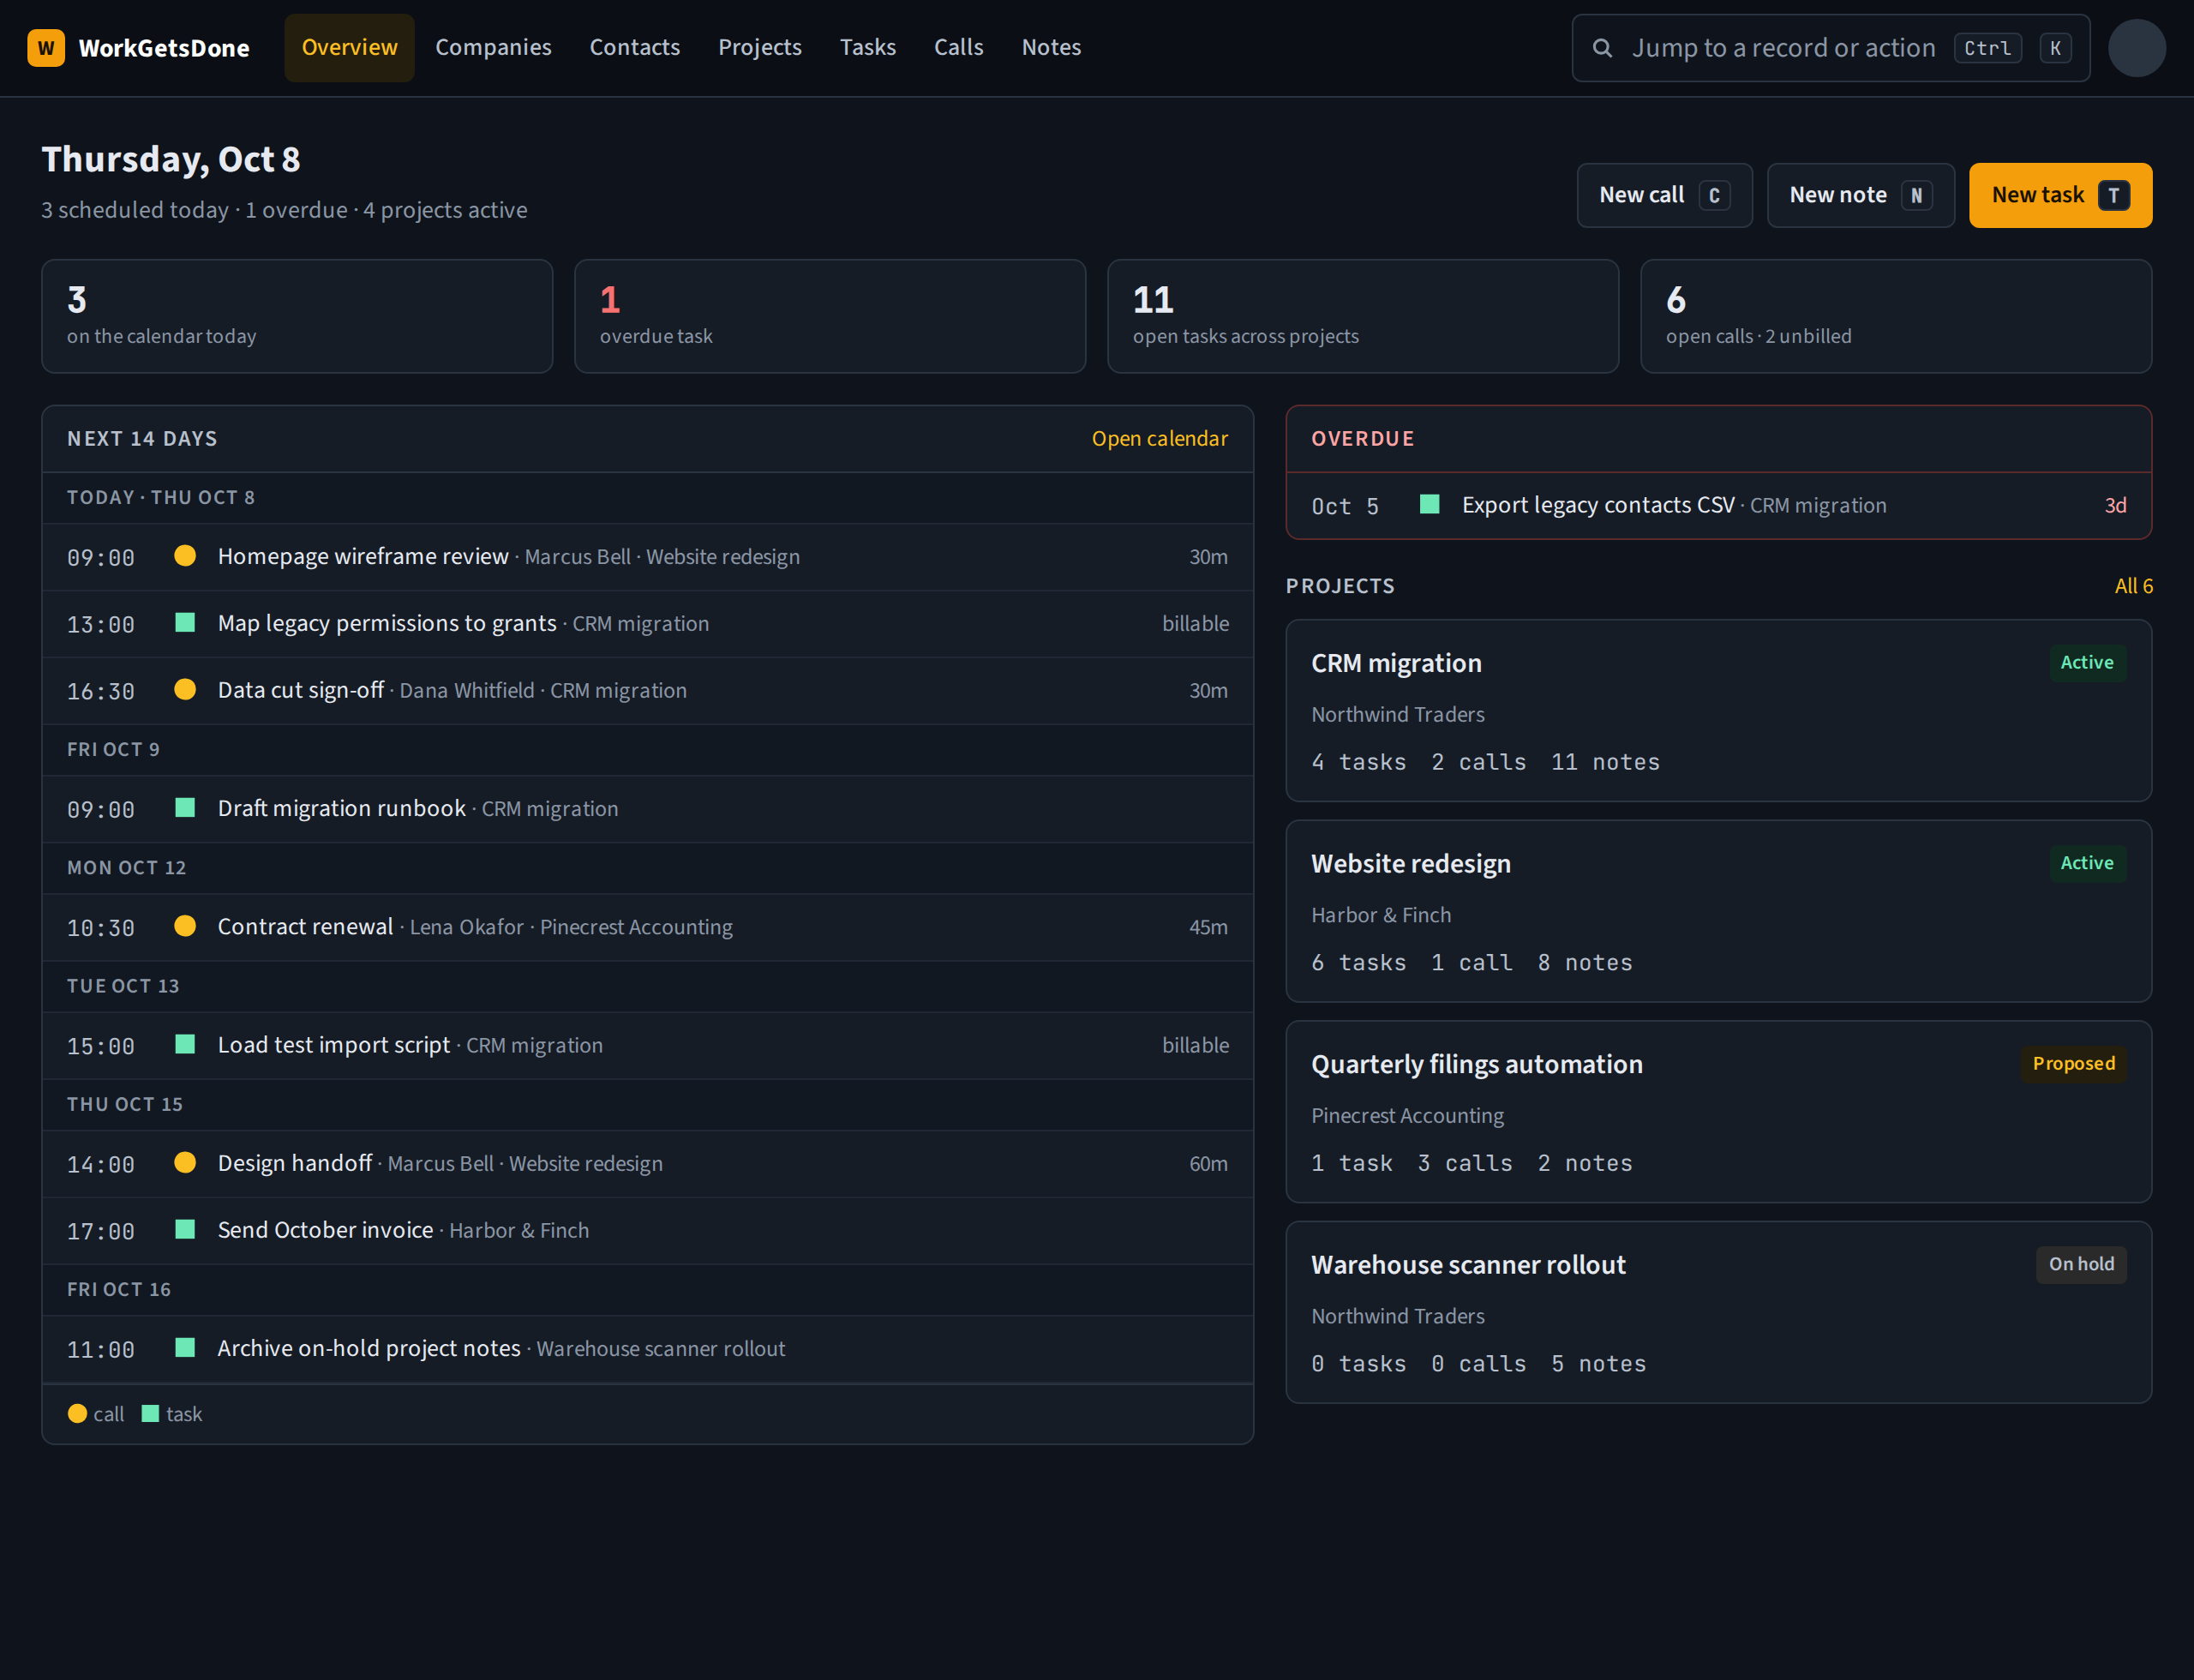 W WorkGetsDone Overview Companies Contacts Projects Tasks Calls Notes Jump to a record or action Ctrl K
Thursday, Oct 8
3 scheduled today · 1 overdue · 4 projects active
New call C New note N New task T
3
on the calendar today
1
overdue task
11
open tasks across projects
6
open calls · 2 unbilled
NEXT 14 DAYS Open calendar
TODAY · THU OCT 8
09:00 Homepage wireframe review · Marcus Bell · Website redesign 30m
13:00 Map legacy permissions to grants · CRM migration billable
16:30 Data cut sign-off · Dana Whitfield · CRM migration 30m
FRI OCT 9
09:00 Draft migration runbook · CRM migration
MON OCT 12
10:30 Contract renewal · Lena Okafor · Pinecrest Accounting 45m
TUE OCT 13
15:00 Load test import script · CRM migration billable
THU OCT 15
14:00 Design handoff · Marcus Bell · Website redesign 60m
17:00 Send October invoice · Harbor & Finch
FRI OCT 16
11:00 Archive on-hold project notes · Warehouse scanner rollout
call task
OVERDUE
Oct 5 Export legacy contacts CSV · CRM migration 3d
PROJECTS All 6
CRM migration Active
Northwind Traders
4 tasks 2 calls 11 notes
Website redesign Active
Harbor & Finch
6 tasks 1 call 8 notes
Quarterly filings automation Proposed
Pinecrest Accounting
1 task 3 calls 2 notes
Warehouse scanner rollout On hold
Northwind Traders
0 tasks 0 calls 5 notes